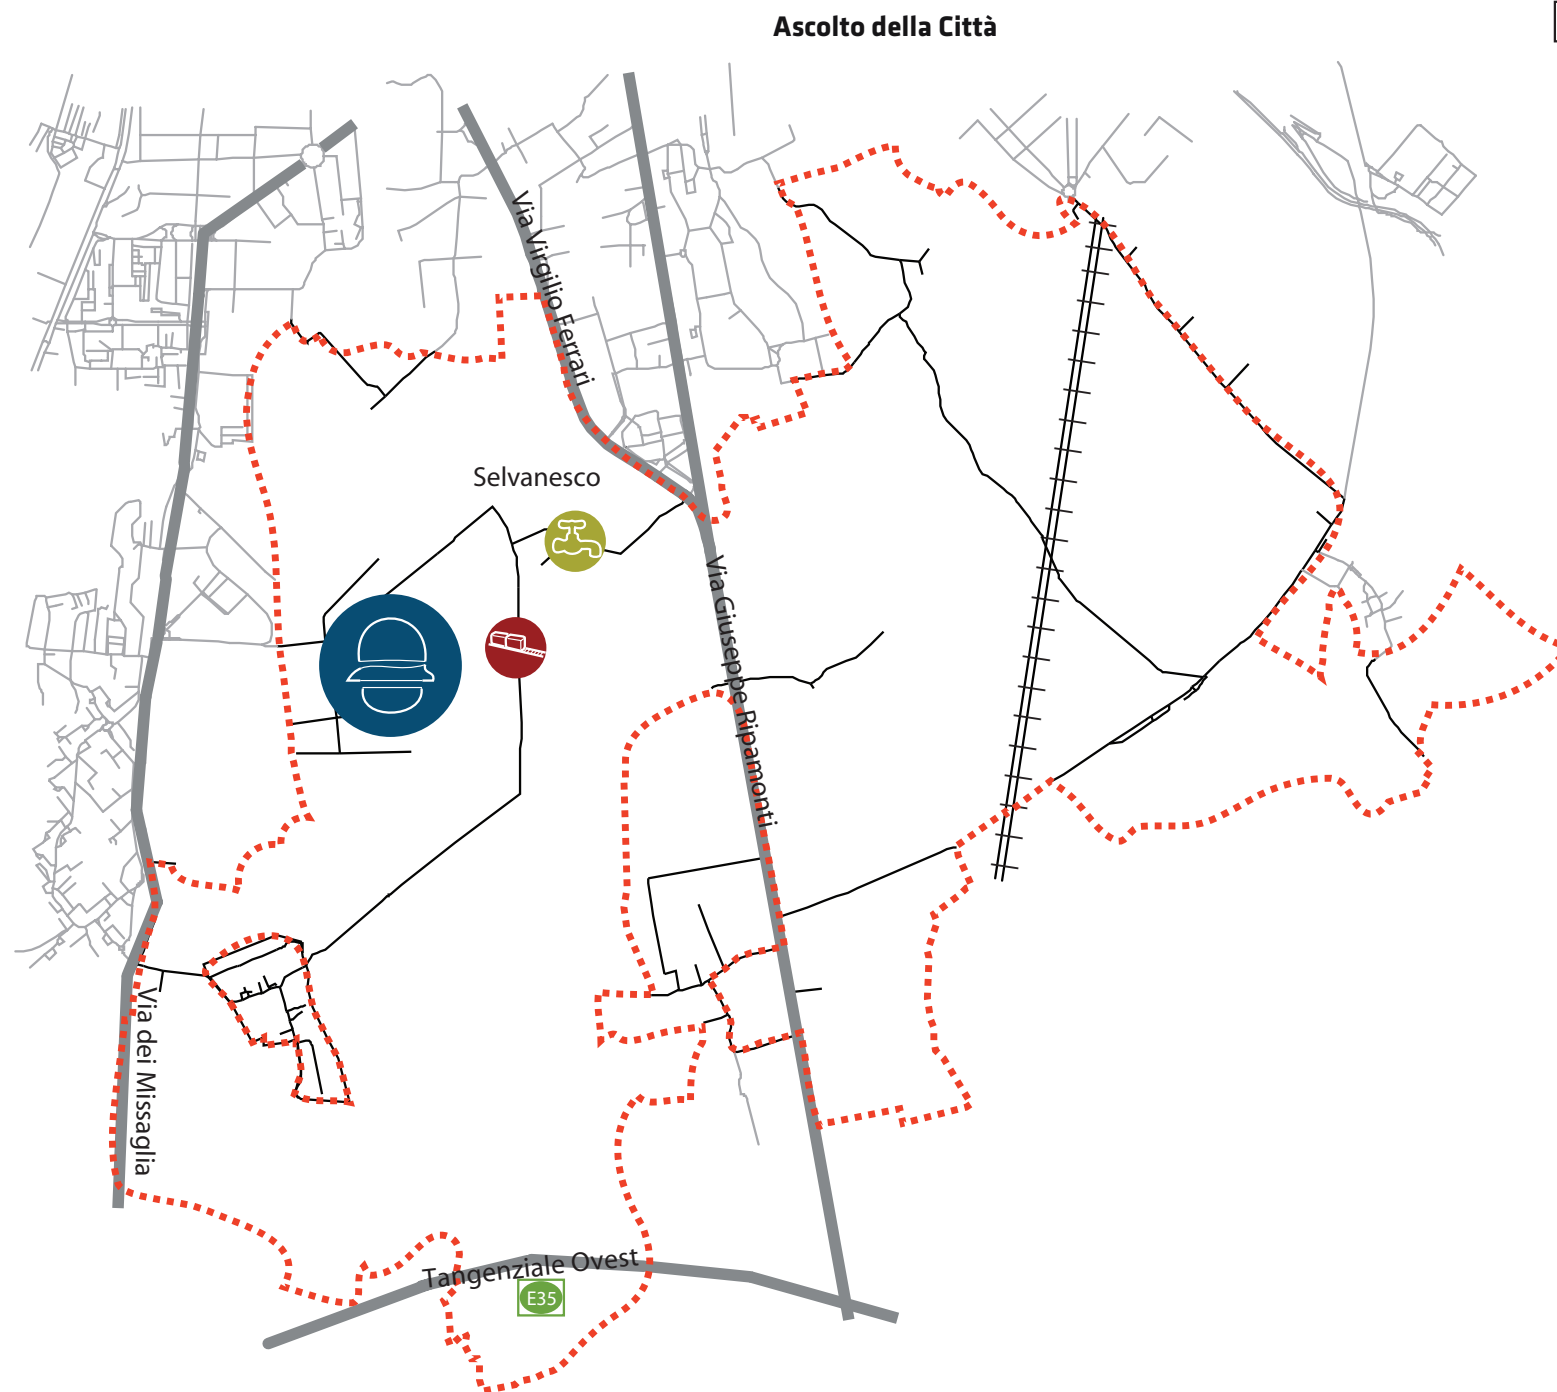 Ascolto della Città
Via Virgilio Ferrari
Selvanesco
Via Giuseppe Ripamonti
Via dei Missaglia
Tangenziale Ovest
E35